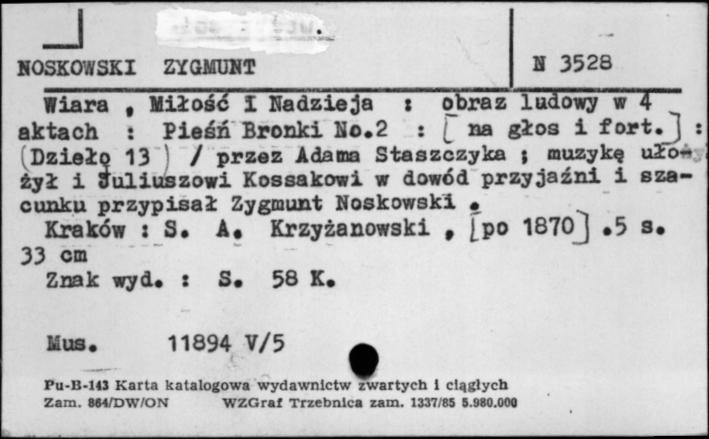 NOSKOWSKI ZYGMUNT
N 3528
Wiara , Miłość i Nadzieja : obraz ludowy w 4
aktach : Pieśń Bronki No.2 : [ na głos i fort.] :
(Dzieło 13 ) / przez Adama Staszczyka ; muzykę uło-
żył i Juliuszowi Kossakowi w dowód przyjaźni i sza-
cunku przypisał Zygmunt Noskowski .
Kraków : S. A. Krzyżanowski , [po 1870] .5 s.
33 cm
Znak wyd. : S. 58 K.
Mus. 11894 V/5
Pu-B-143 Karta katalogowa wydawnictw zwartych i ciągłych
Zam. 864/DW/ON WZGraf Trzebnica zam. 1337/85 5.980.000